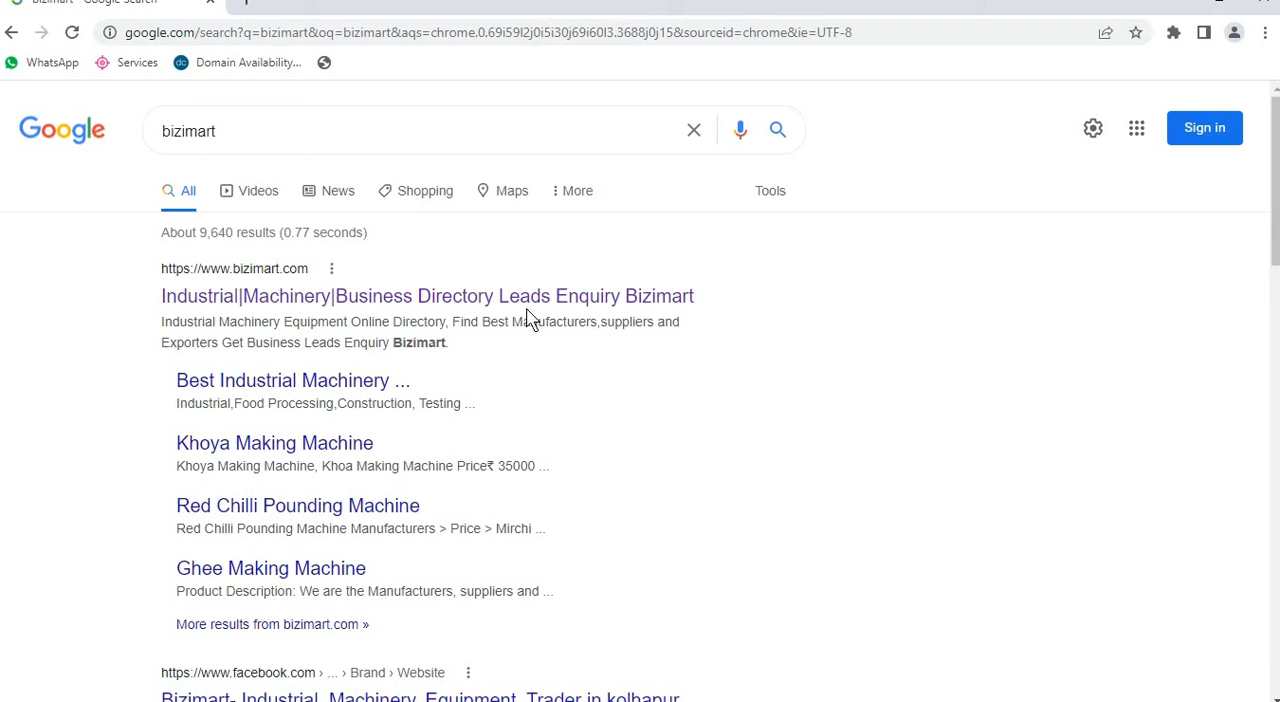 bizimart - Google Search
google.com/search?q=bizimart&oq=bizimart&aqs=chrome.0.69i59l2j0i5i30j69i60l3.3688j0j15&sourceid=chrome&ie=UTF-8
WhatsApp Services Domain Availability...
Google bizimart Sign in
All Videos News Shopping Maps More Tools
About 9,640 results (0.77 seconds)
https://www.bizimart.com
Industrial|Machinery|Business Directory Leads Enquiry Bizimart
Industrial Machinery Equipment Online Directory, Find Best Manufacturers,suppliers and
Exporters Get Business Leads Enquiry Bizimart.
Best Industrial Machinery ...
Industrial,Food Processing,Construction, Testing ...
Khoya Making Machine
Khoya Making Machine, Khoa Making Machine Price₹ 35000 ...
Red Chilli Pounding Machine
Red Chilli Pounding Machine Manufacturers > Price > Mirchi ...
Ghee Making Machine
Product Description: We are the Manufacturers, suppliers and ...
More results from bizimart.com »
https://www.facebook.com › ... › Brand › Website
Bizimart- Industrial, Machinery, Equipment, Trader in kolhapur